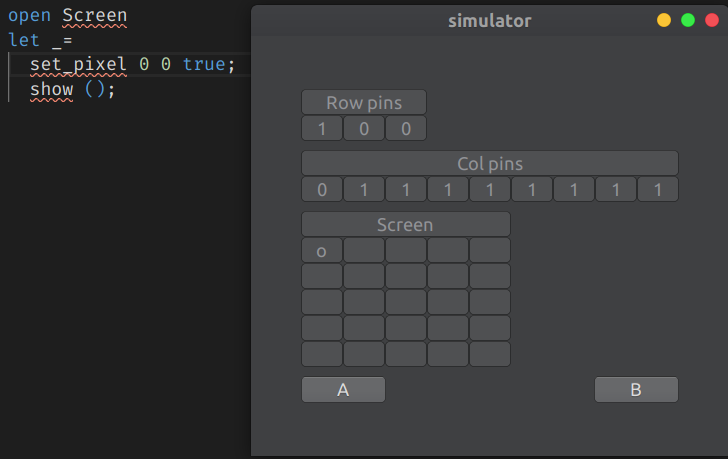 open Screen
let _=
  set_pixel 0 0 true;
  show ();
simulator
Row pins
1 0 0
Col pins
0 1 1 1 1 1 1 1 1
Screen
o
A B